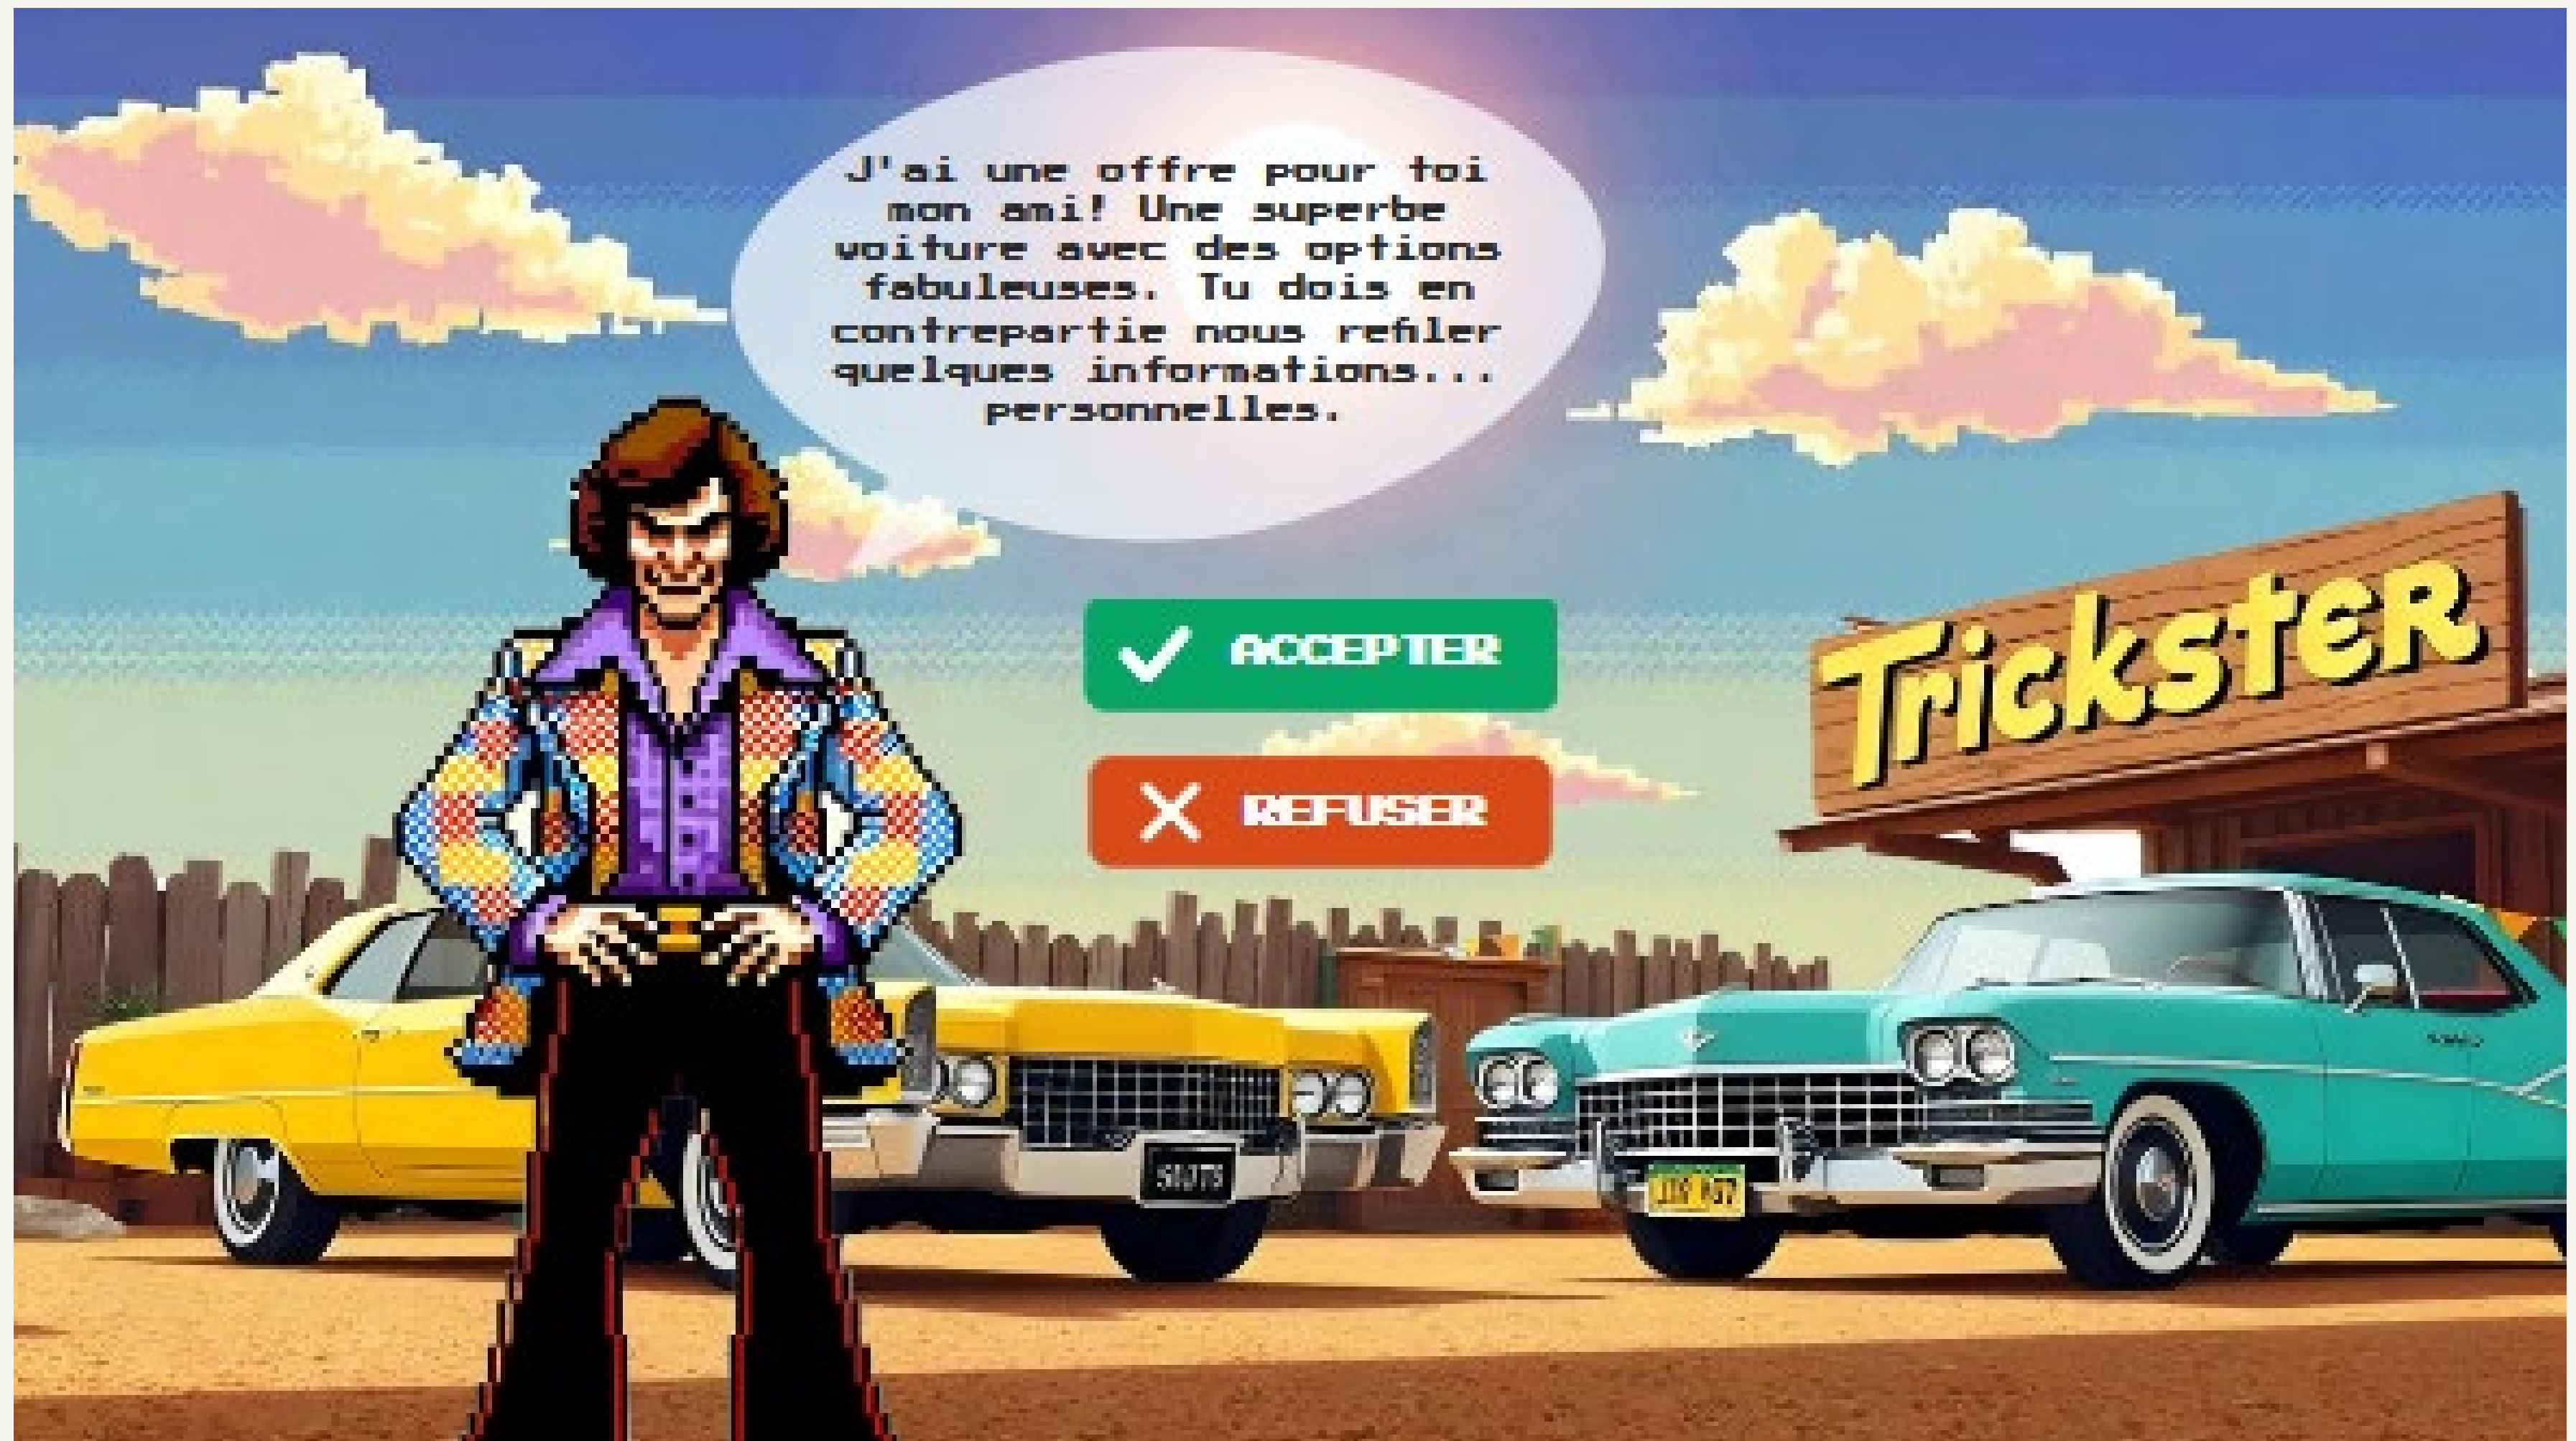 J'ai une offre pour toi
mon ami! Une superbe
voiture avec des options
fabuleuses. Tu dois en
contrepartie nous refiler
quelques informations...
personnelles.
ACCEPTER
REFUSER
Trickster